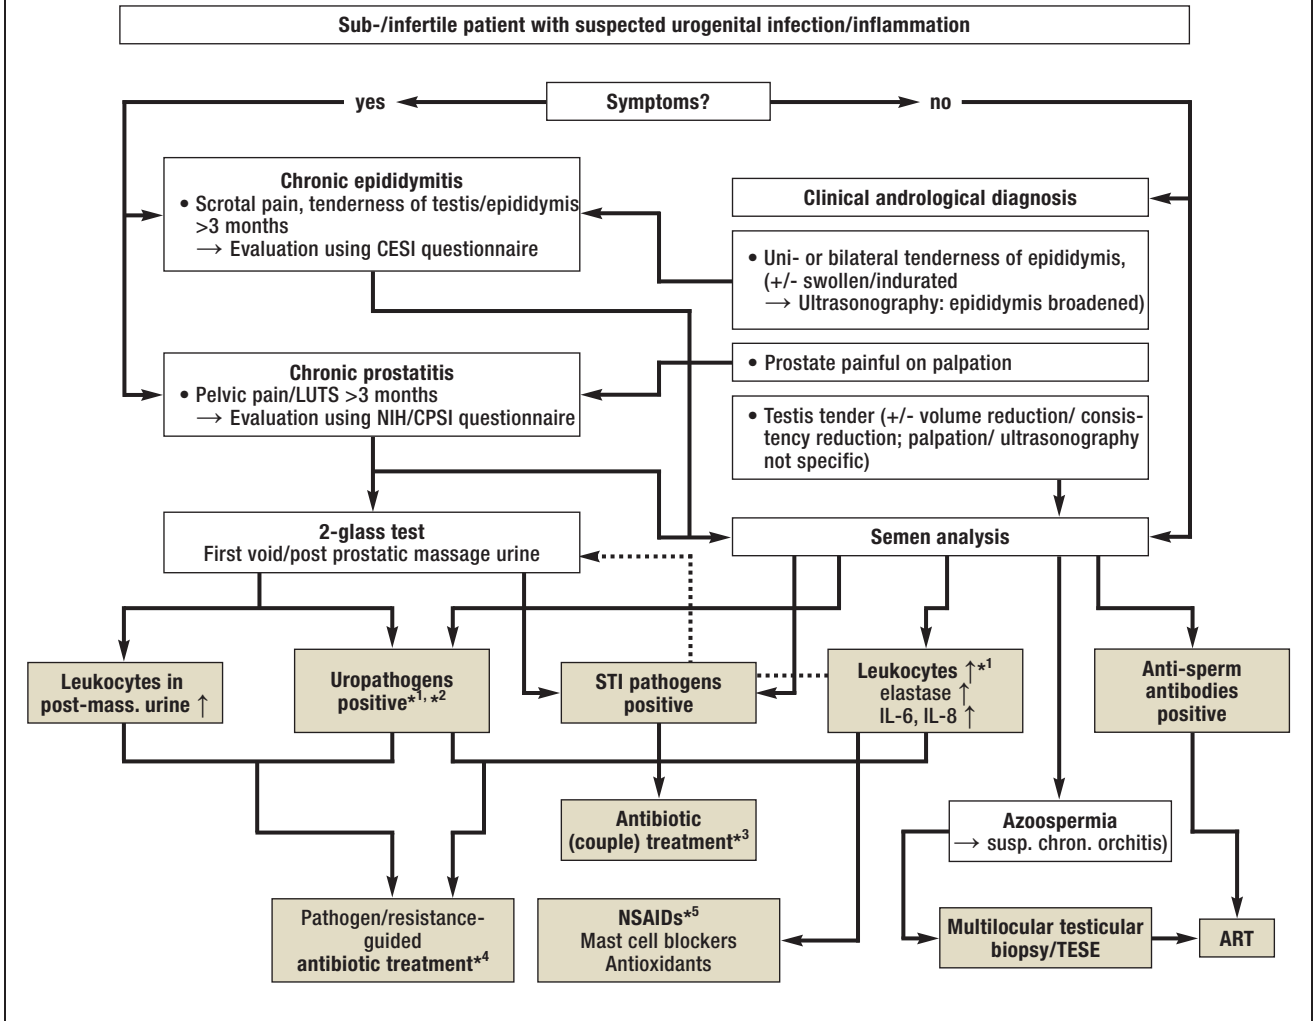 Sub-/infertile patient with suspected urogenital infection/inflammation
yes
Symptoms?
no
Chronic epididymitis
• Scrotal pain, tenderness of testis/epididymis
>3 months
→ Evaluation using CESI questionnaire
Clinical andrological diagnosis
• Uni- or bilateral tenderness of epididymis,
(+/- swollen/indurated
→ Ultrasonography: epididymis broadened)
• Prostate painful on palpation
Chronic prostatitis
• Pelvic pain/LUTS >3 months
→ Evaluation using NIH/CPSI questionnaire
• Testis tender (+/- volume reduction/ consis-
tency reduction; palpation/ ultrasonography
not specific)
2-glass test
First void/post prostatic massage urine
Semen analysis
Leukocytes in
post-mass. urine ↑
Uropathogens
positive*1, *2
STI pathogens
positive
Leukocytes ↑*1
elastase ↑
IL-6, IL-8 ↑
Anti-sperm
antibodies
positive
Antibiotic
(couple) treatment*3
Azoospermia
→ susp. chron. orchitis)
Pathogen/resistance-
guided
antibiotic treatment*4
NSAIDs*5
Mast cell blockers
Antioxidants
Multilocular testicular
biopsy/TESE
ART